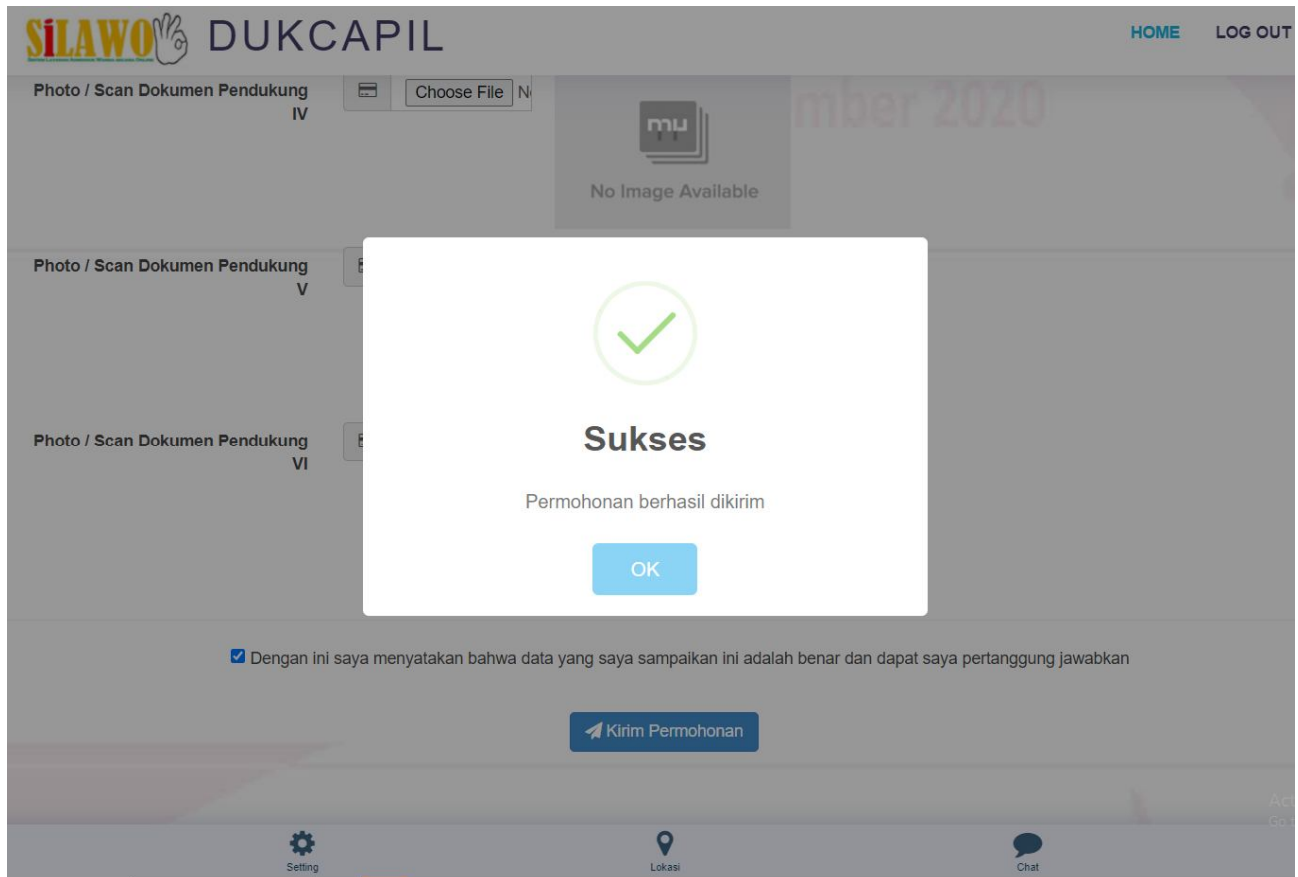 SiLAWO DUKCAPIL
HOME LOG OUT
Photo / Scan Dokumen Pendukung
IV
Choose File
mber 2020
No Image Available
Photo / Scan Dokumen Pendukung
V
Photo / Scan Dokumen Pendukung
VI
Sukses
Permohonan berhasil dikirim
OK
Dengan ini saya menyatakan bahwa data yang saya sampaikan ini adalah benar dan dapat saya pertanggung jawabkan
Kirim Permohonan
Setting
Lokasi
Chat